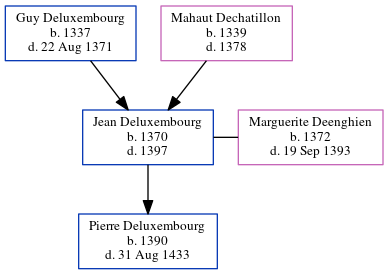 Guy Deluxembourg
b. 1337
d. 22 Aug 1371
Mahaut Dechatillon
b. 1339
d. 1378
Jean Deluxembourg
b. 1370
d. 1397
Marguerite Deenghien
b. 1372
d. 19 Sep 1393
Pierre Deluxembourg
b. 1390
d. 31 Aug 1433